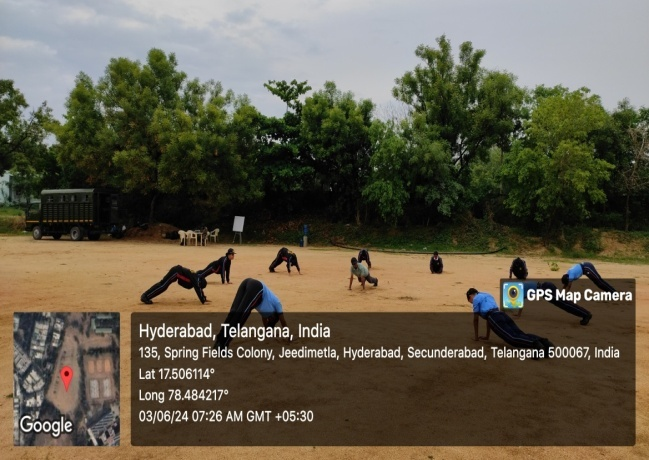 GPS Map Camera
Hyderabad, Telangana, India
135, Spring Fields Colony, Jeedimetla, Hyderabad, Secunderabad, Telangana 500067, India
Lat 17.506114°
Long 78.484217°
03/06/24 07:26 AM GMT +05:30
Google